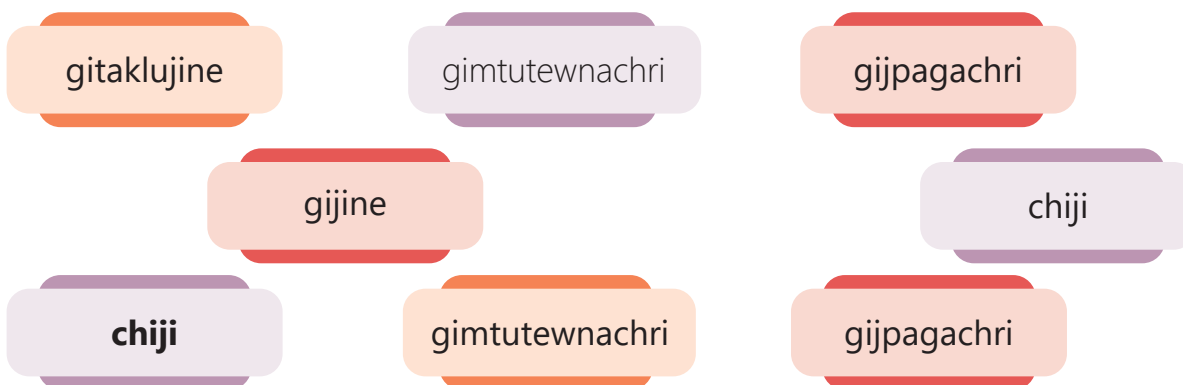 gitaklujine
gimtutewnachri
gijpagachri
gijine
chiji
chiji
gimtutewnachri
gijpagachri